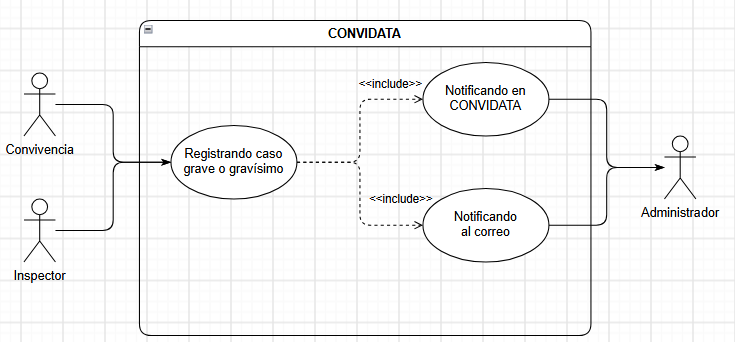 CONVIDATA
<<include>>
Notificando en
CONVIDATA
Convivencia
Registrando caso
grave o gravísimo
<<include>>
Notificando
al correo
Administrador
Inspector